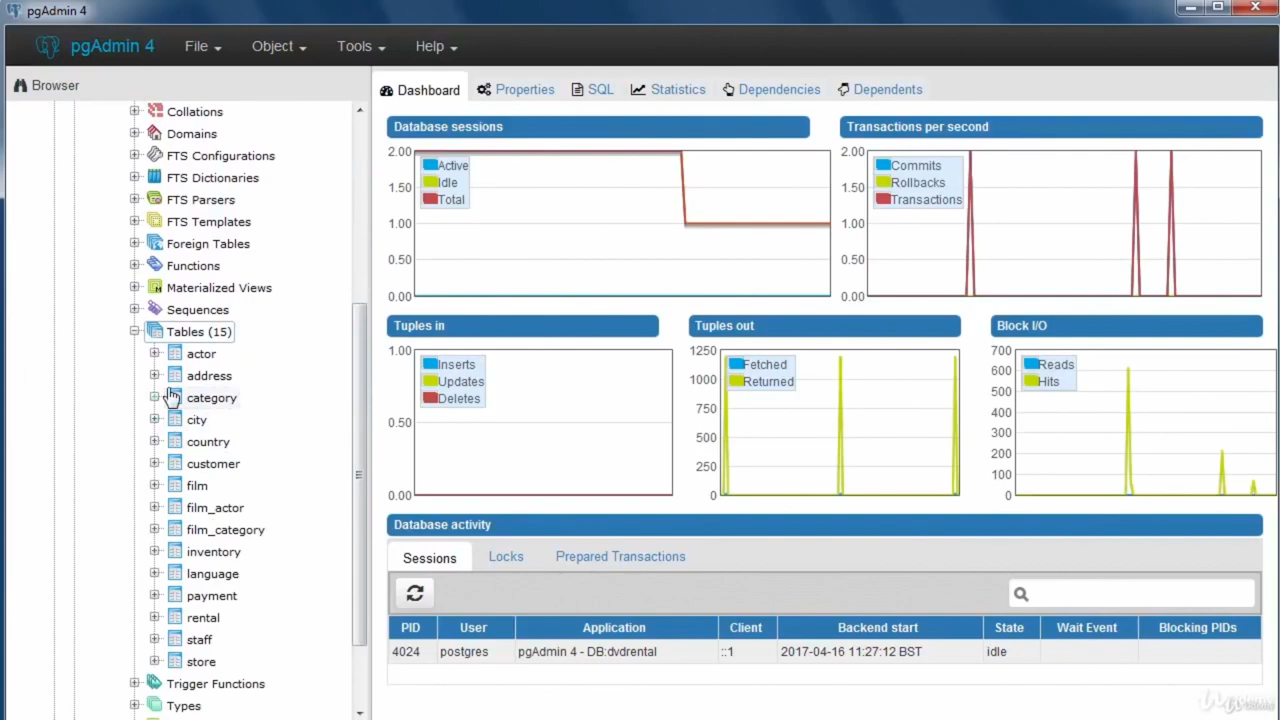 pgAdmin 4
pgAdmin 4 File Object Tools Help
Browser
Dashboard Properties SQL Statistics Dependencies Dependents
Collations
Domains
FTS Configurations
FTS Dictionaries
FTS Parsers
FTS Templates
Foreign Tables
Functions
Materialized Views
Sequences
Tables (15)
actor
address
category
city
country
customer
film
film_actor
film_category
inventory
language
payment
rental
staff
store
Trigger Functions
Types
Database sessions
2.00
1.50
1.00
0.50
0.00
Active
Idle
Total
Transactions per second
2.00
1.50
1.00
0.50
0.00
Commits
Rollbacks
Transactions
Tuples in
1.00
0.50
0.00
Inserts
Updates
Deletes
Tuples out
1250
1000
750
500
250
0
Fetched
Returned
Block I/O
700
600
500
400
300
200
100
0
Reads
Hits
Database activity
Sessions Locks Prepared Transactions
PID User Application Client Backend start State Wait Event Blocking PIDs
4024 postgres pgAdmin 4 - DB:dvdrental ::1 2017-04-16 11:27:12 BST idle